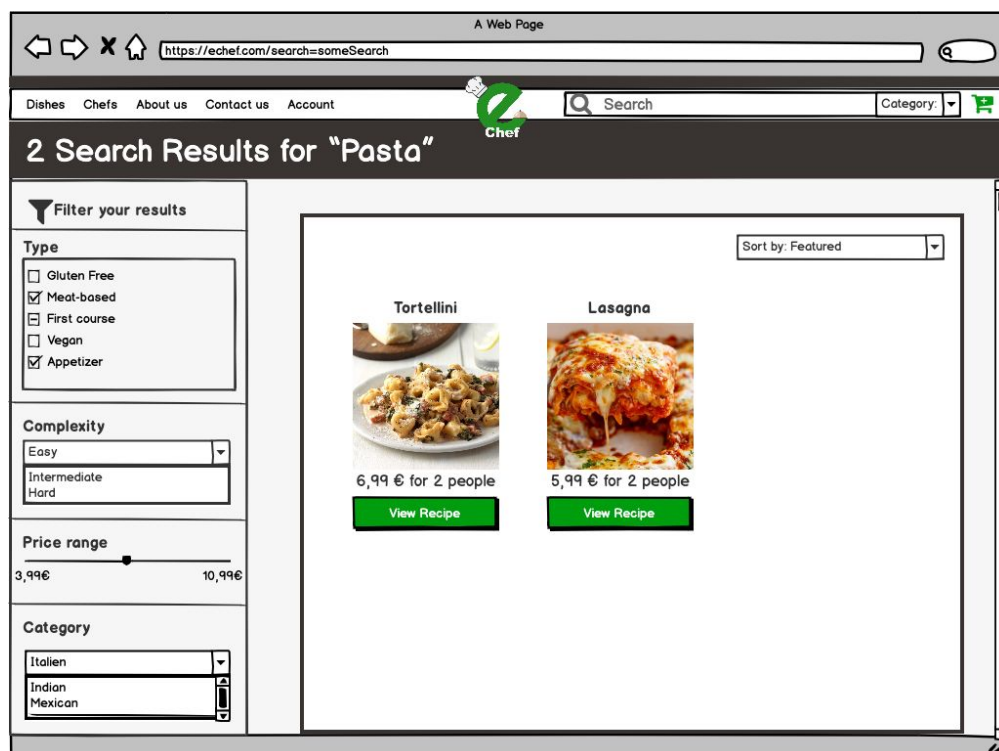 A Web Page
https://echef.com/search=someSearch
Dishes Chefs About us Contact us Account
e
Chef
Search
Category:
2 Search Results for "Pasta"
Filter your results
Type
Gluten Free
Meat-based
First course
Vegan
Appetizer
Complexity
Easy
Intermediate
Hard
Price range
3,99€ 10,99€
Category
Italien
Indian
Mexican
Sort by: Featured
Tortellini Lasagna
6,99 € for 2 people 5,99 € for 2 people
View Recipe View Recipe